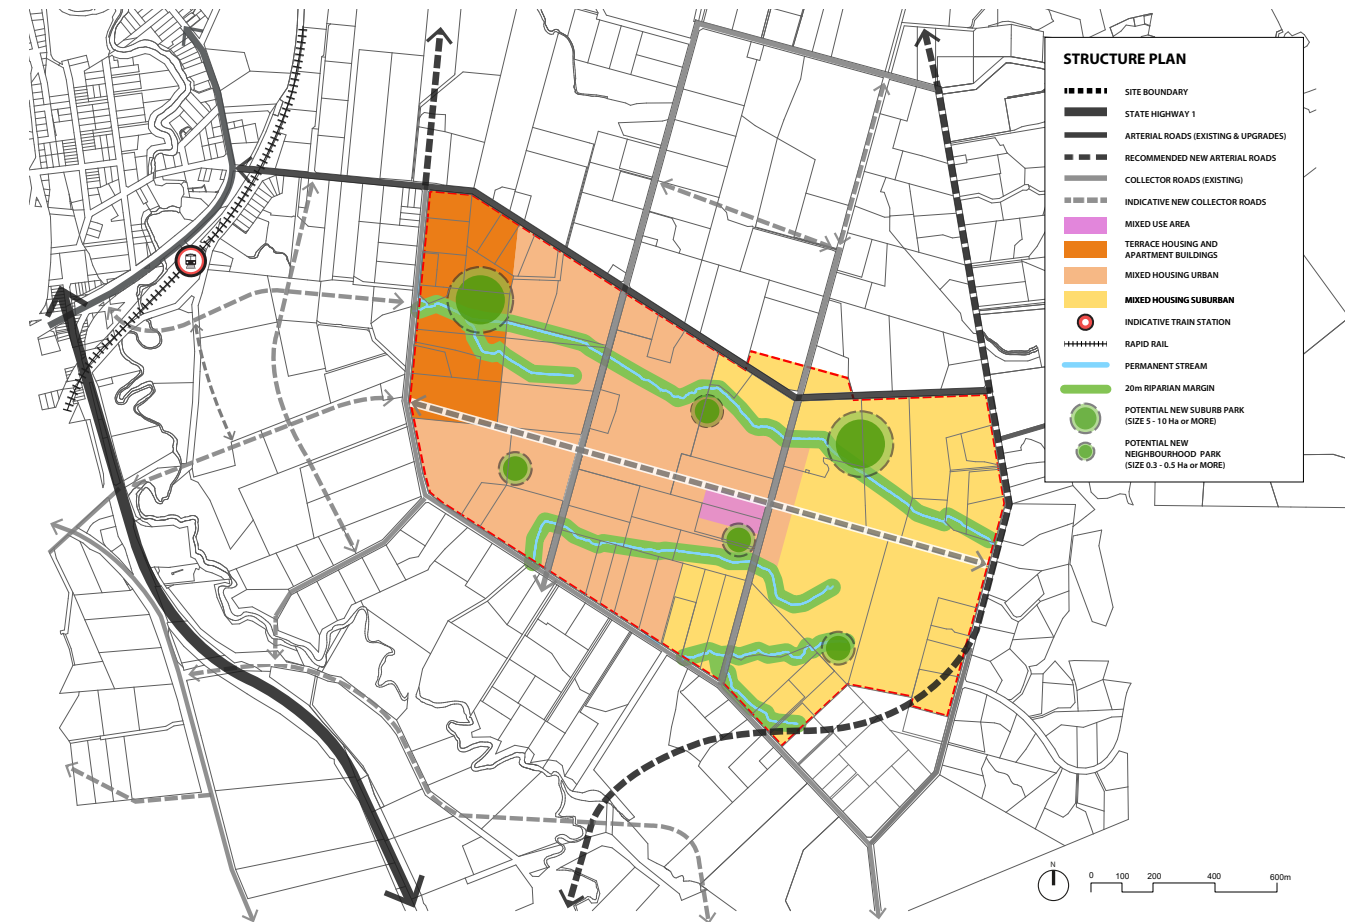 STRUCTURE PLAN
SITE BOUNDARY
STATE HIGHWAY 1
ARTERIAL ROADS (EXISTING & UPGRADES)
RECOMMENDED NEW ARTERIAL ROADS
COLLECTOR ROADS (EXISTING)
INDICATIVE NEW COLLECTOR ROADS
MIXED USE AREA
TERRACE HOUSING AND
APARTMENT BUILDINGS
MIXED HOUSING URBAN
MIXED HOUSING SUBURBAN
INDICATIVE TRAIN STATION
RAPID RAIL
PERMANENT STREAM
20m RIPARIAN MARGIN
POTENTIAL NEW SUBURB PARK
(SIZE 5 - 10 Ha or MORE)
POTENTIAL NEW
NEIGHBOURHOOD PARK
(SIZE 0.3 - 0.5 Ha or MORE)
N
0 100 200 400 600m